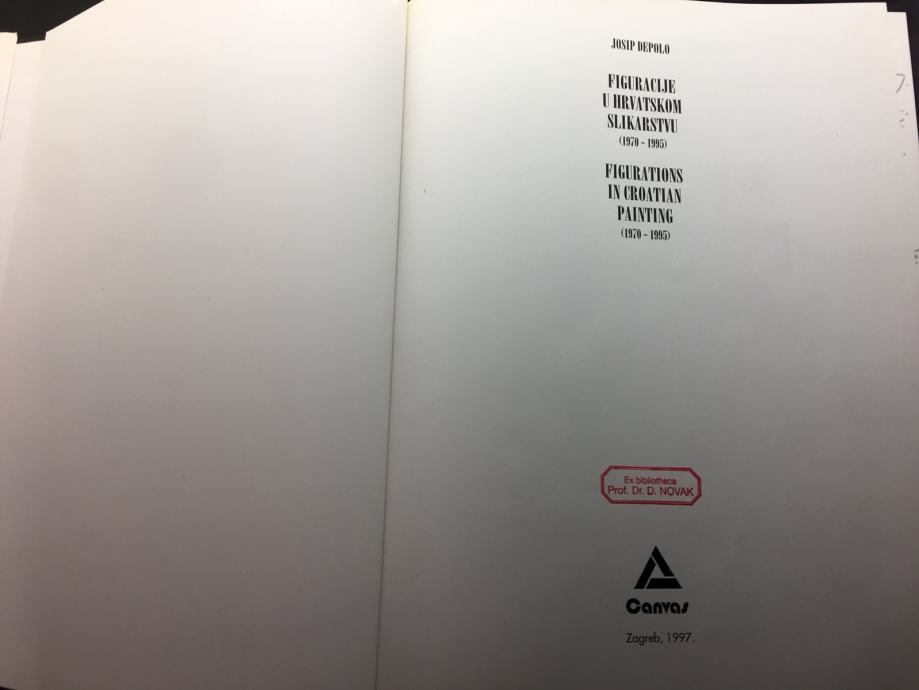 JOSIP DEPOLO
FIGURACIJE
U HRVATSKOM
SLIKARSTVU
(1970 - 1995)
FIGURATIONS
IN CROATIAN
PAINTING
(1970 - 1995)
Ex bibliotheca
Prof. Dr. D. NOVAK
Canvas
Zagreb, 1997.